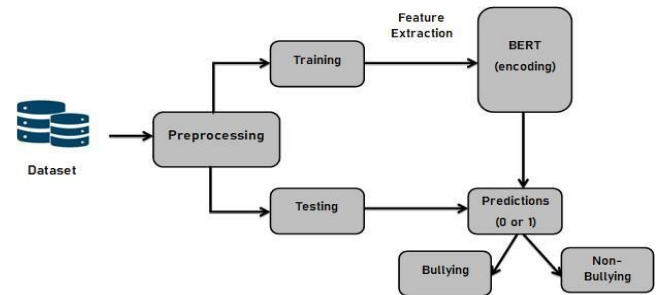 Feature
Extraction
BERT
(encoding)
Training
Preprocessing
Dataset
Testing
Predictions
(0 or 1)
Bullying
Non-
Bullying